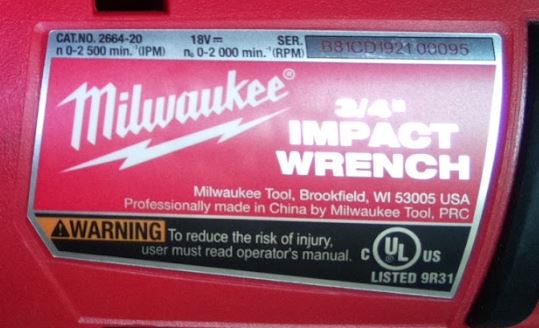 CAT.NO. 2664-20 18V⎓ SER. B81CD192100095
n 0-2 500 min.⁻¹(IPM) n₀ 0-2 000 min.⁻¹(RPM)
Milwaukee®
3/4"
IMPACT
WRENCH
Milwaukee Tool, Brookfield, WI 53005 USA
Professionally made in China by Milwaukee Tool, PRC
WARNING To reduce the risk of injury,
user must read operator's manual.
C UL US
LISTED 9R31